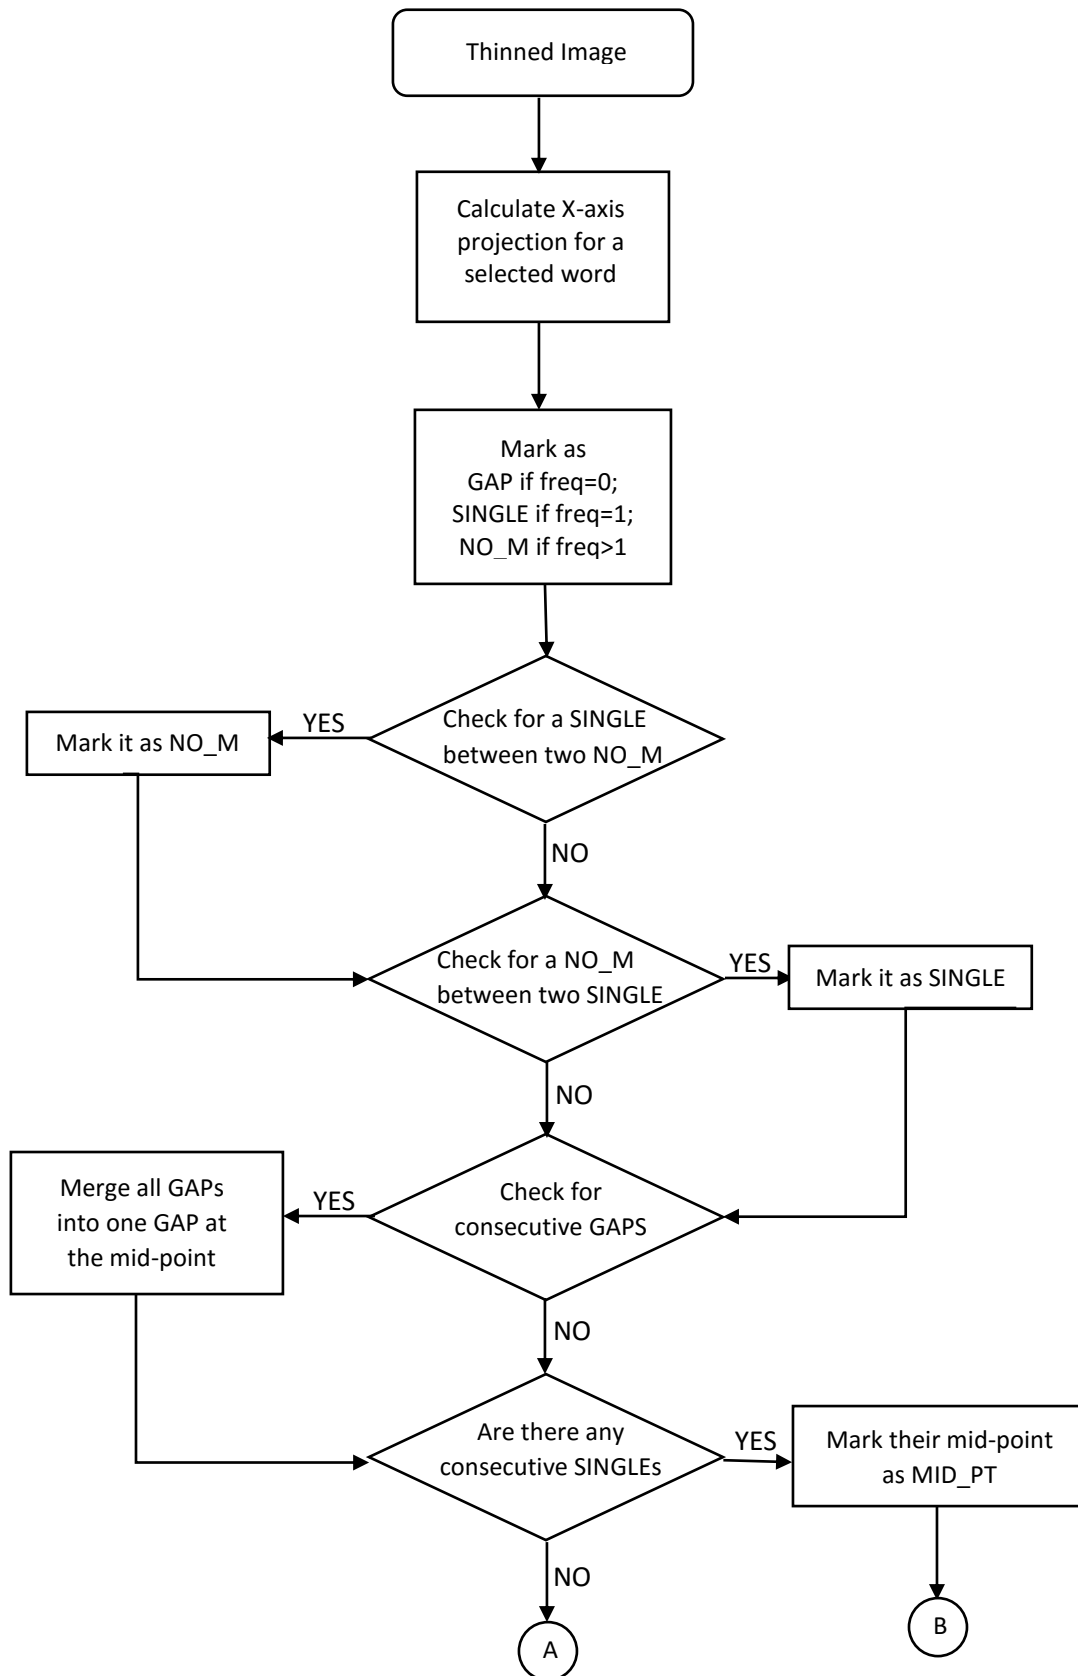 Thinned Image
Calculate X-axis
projection for a
selected word
Mark as
GAP if freq=0;
SINGLE if freq=1;
NO_M if freq>1
Check for a SINGLE
between two NO_M
YES
Mark it as NO_M
NO
Check for a NO_M
between two SINGLE
YES
Mark it as SINGLE
NO
Check for
consecutive GAPS
YES
Merge all GAPs
into one GAP at
the mid-point
NO
Are there any
consecutive SINGLEs
YES
Mark their mid-point
as MID_PT
NO
A
B